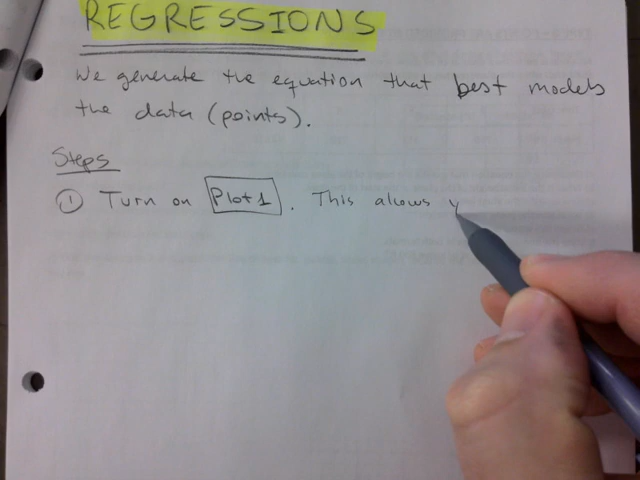 REGRESSIONS
We generate the equation that best models
the data (points).
Steps
① Turn on Plot1. This allows y